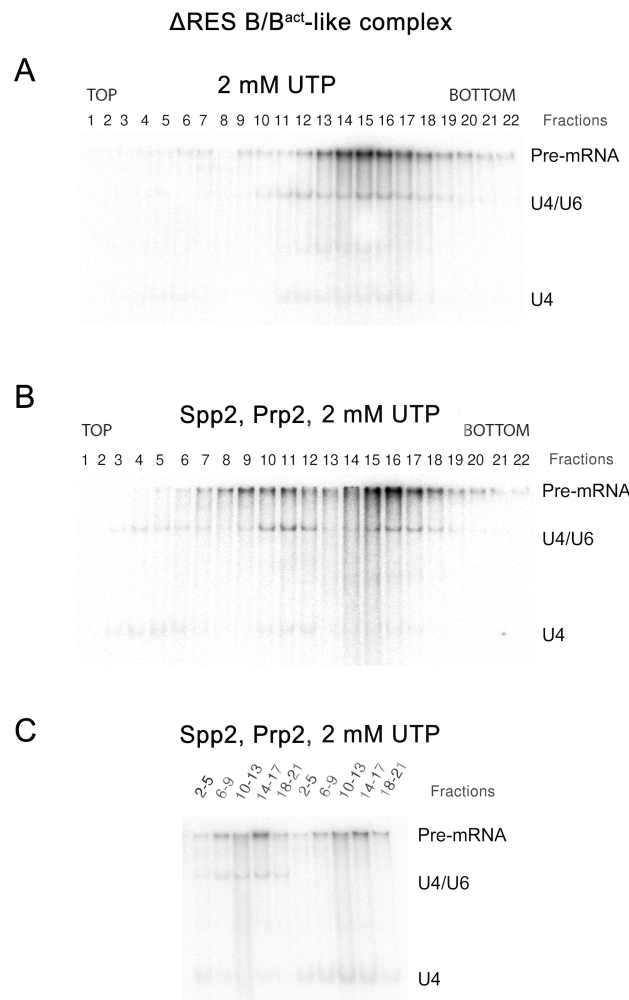 ΔRES B/Bact-like complex
A
2 mM UTP
TOP
BOTTOM
1 2 3 4 5 6 7 8 9 10 11 12 13 14 15 16 17 18 19 20 21 22 Fractions
Pre-mRNA
U4/U6
U4
B
Spp2, Prp2, 2 mM UTP
TOP
BOTTOM
1 2 3 4 5 6 7 8 9 10 11 12 13 14 15 16 17 18 19 20 21 22 Fractions
Pre-mRNA
U4/U6
U4
C
Spp2, Prp2, 2 mM UTP
2-5 6-9 10-13 14-17 18-21 2-5 6-9 10-13 14-17 18-21 Fractions
Pre-mRNA
U4/U6
U4